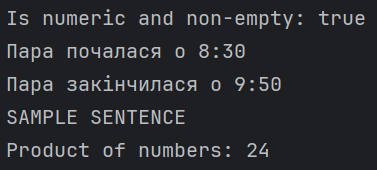 Is numeric and non-empty: true
Пара почалася о 8:30
Пара закінчилася о 9:50
SAMPLE SENTENCE
Product of numbers: 24